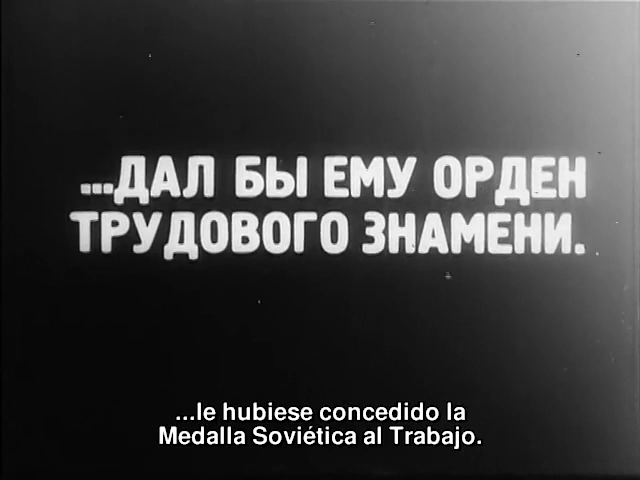 ...ДАЛ БЫ ЕМУ ОРДЕН
ТРУДОВОГО ЗНАМЕНИ.
...le hubiese concedido la
Medalla Soviética al Trabajo.